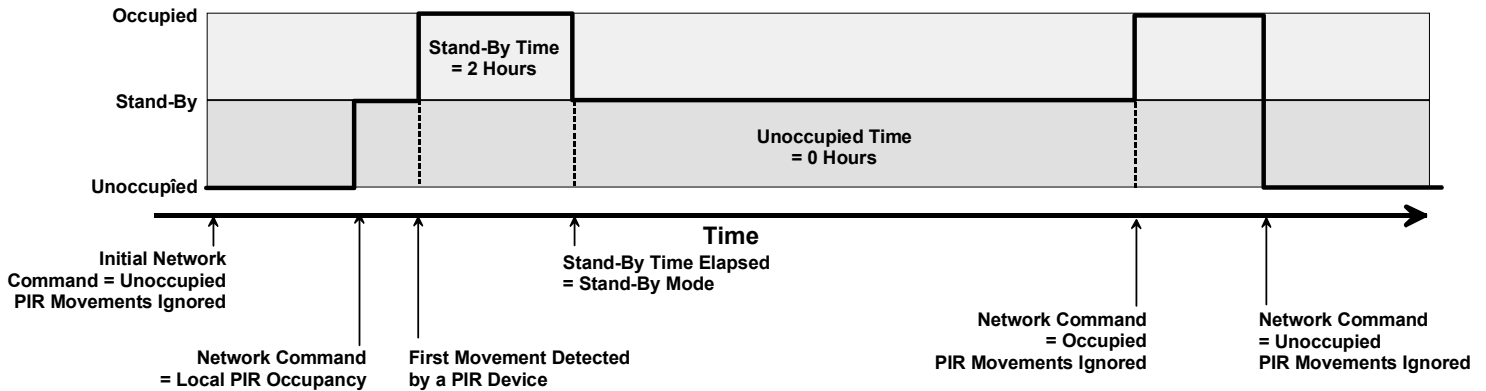 Occupied
Stand-By Time
= 2 Hours
Stand-By
Unoccupied Time
= 0 Hours
Unoccupied
Time
Initial Network
Command = Unoccupied
PIR Movements Ignored
Stand-By Time Elapsed
= Stand-By Mode
Network Command
= Occupied
PIR Movements Ignored
Network Command
= Unoccupied
PIR Movements Ignored
Network Command
= Local PIR Occupancy
First Movement Detected
by a PIR Device